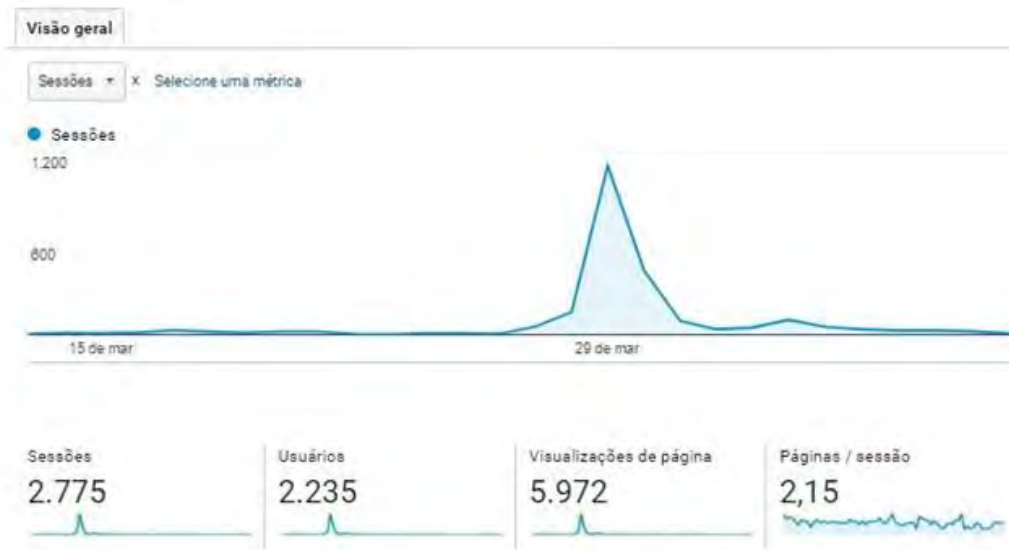 Visão geral
Sessões x Selecione uma métrica
Sessões
1.200
600
15 de mar 29 de mar
Sessões Usuários Visualizações de página Páginas / sessão
2.775 2.235 5.972 2,15